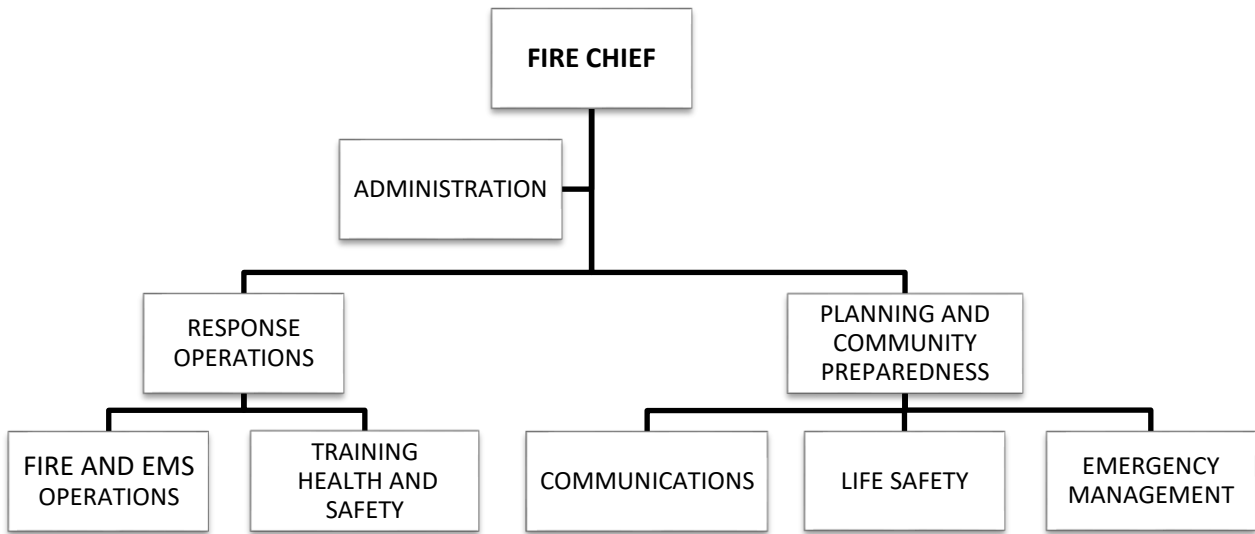 FIRE CHIEF
ADMINISTRATION
RESPONSE
OPERATIONS
PLANNING AND
COMMUNITY
PREPAREDNESS
FIRE AND EMS
OPERATIONS
TRAINING
HEALTH AND
SAFETY
COMMUNICATIONS
LIFE SAFETY
EMERGENCY
MANAGEMENT